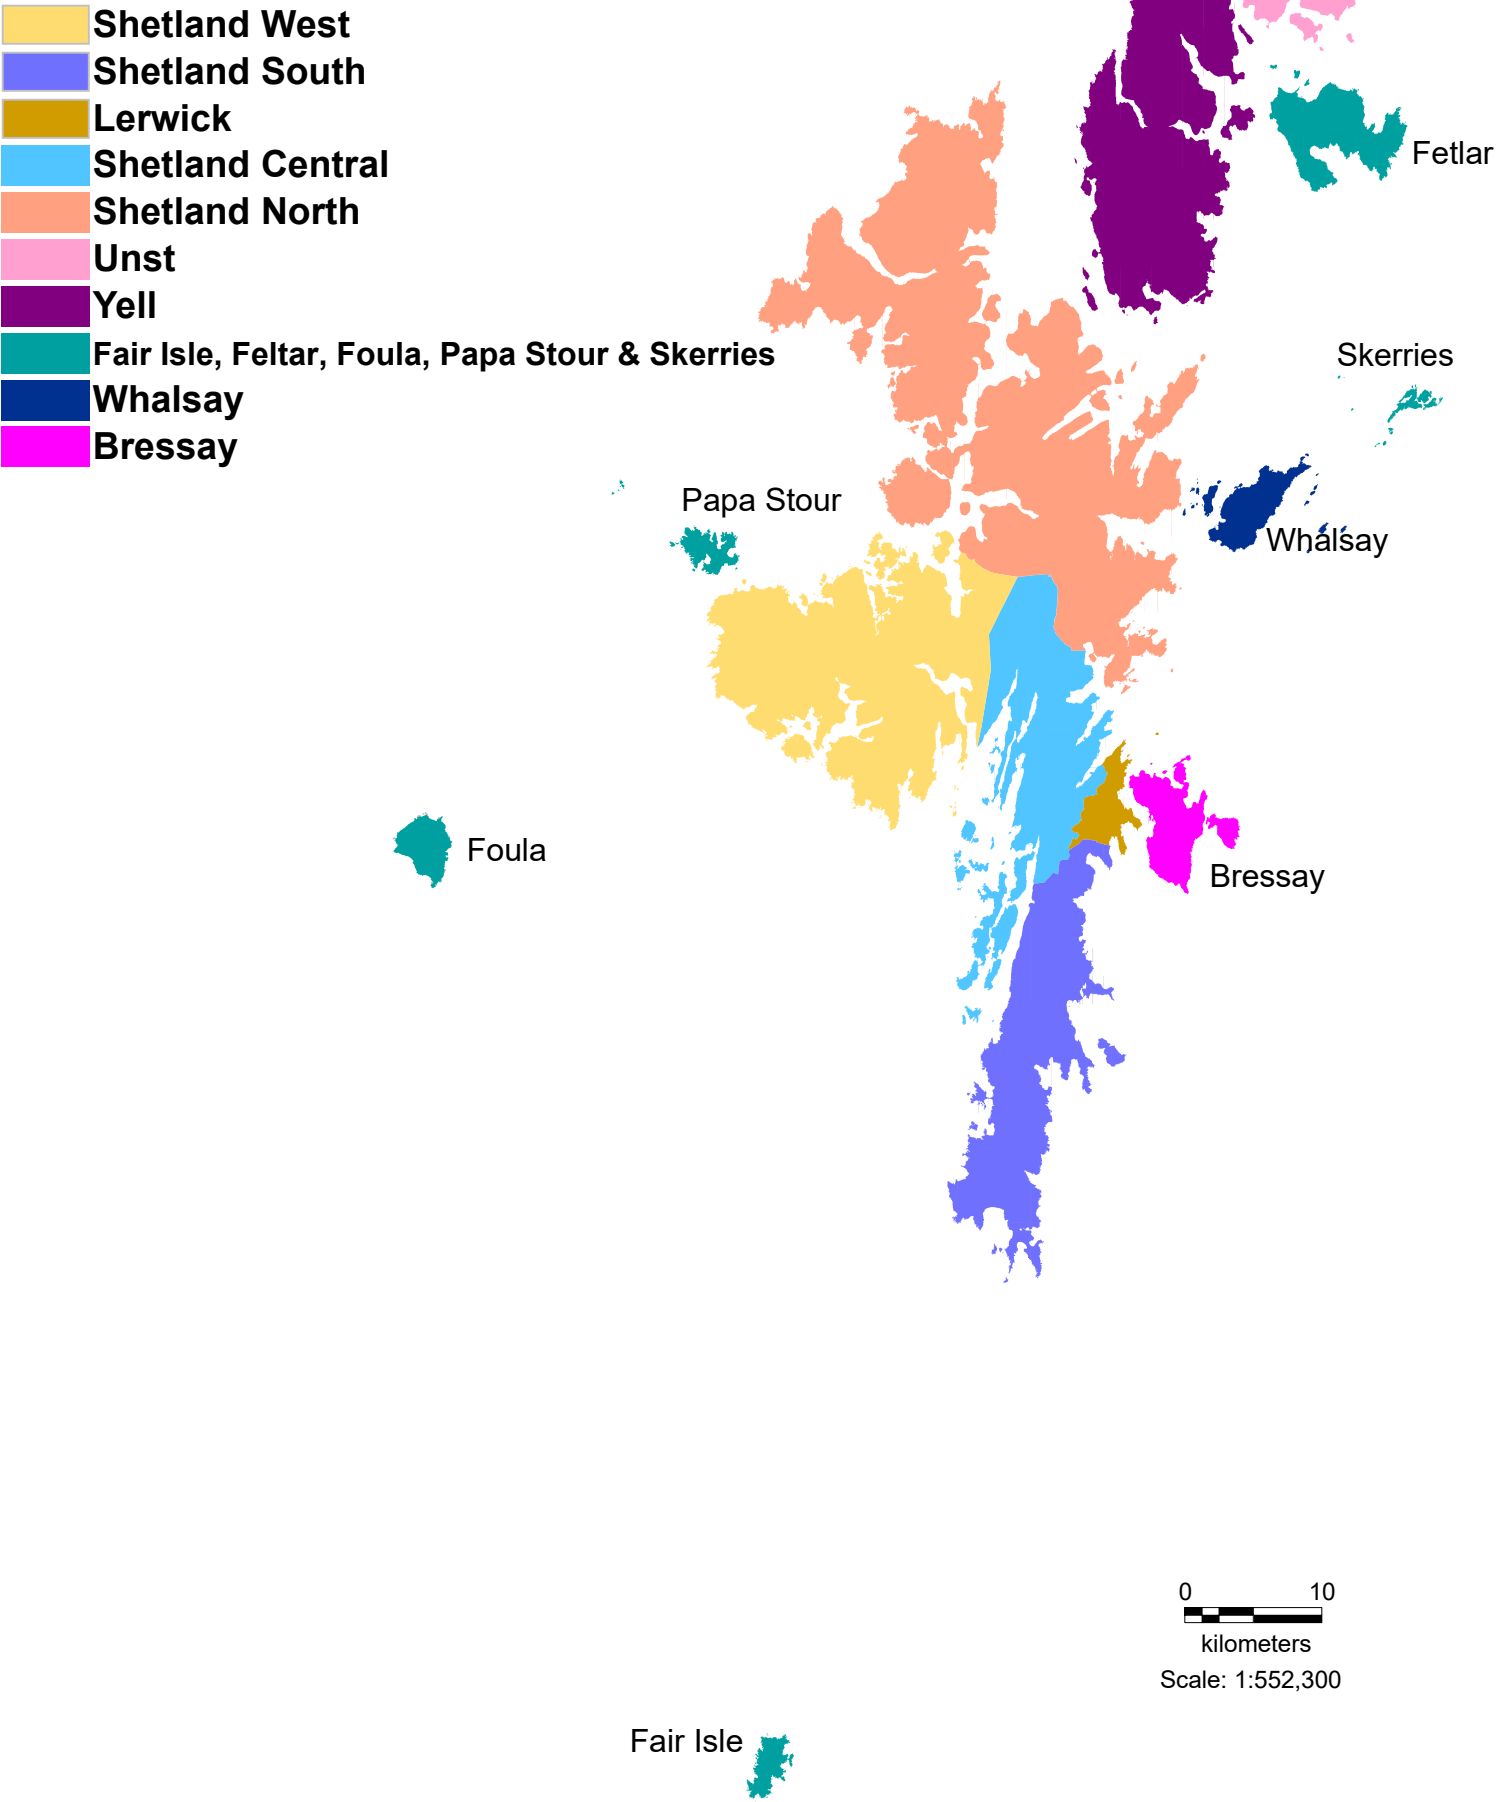 Shetland West
Shetland South
Lerwick
Shetland Central
Shetland North
Unst
Yell
Fair Isle, Feltar, Foula, Papa Stour & Skerries
Whalsay
Bressay
Fetlar
Skerries
Papa Stour
Whalsay
Foula
Bressay
0 10
kilometers
Scale: 1:552,300
Fair Isle